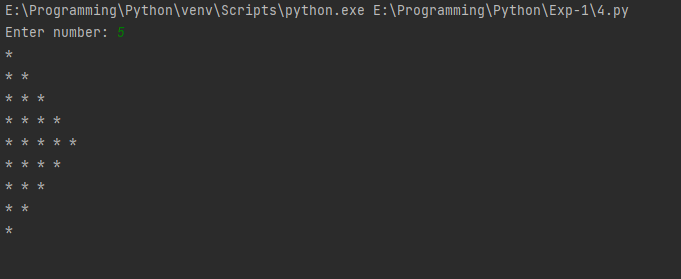 E:\Programming\Python\venv\Scripts\python.exe E:\Programming\Python\Exp-1\4.py
Enter number: 5
*
* *
* * *
* * * *
* * * * *
* * * *
* * *
* *
*